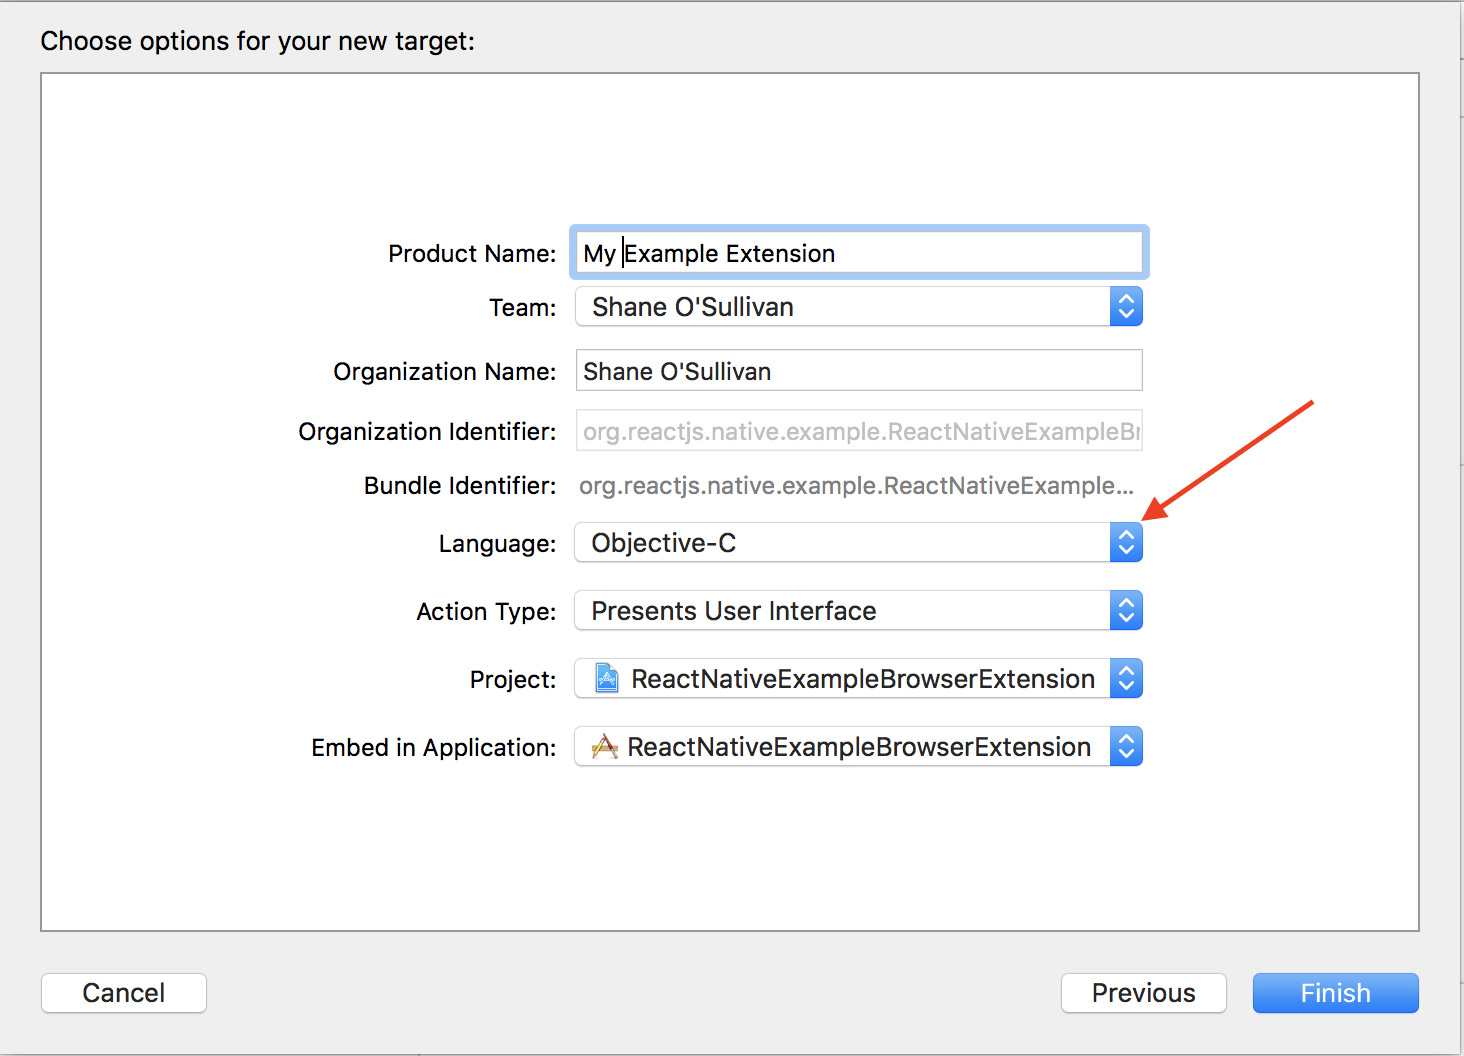 Choose options for your new target:
Product Name: My Example Extension
Team: Shane O'Sullivan
Organization Name: Shane O'Sullivan
Organization Identifier: org.reactjs.native.example.ReactNativeExampleBr
Bundle Identifier: org.reactjs.native.example.ReactNativeExample...
Language: Objective-C
Action Type: Presents User Interface
Project: ReactNativeExampleBrowserExtension
Embed in Application: ReactNativeExampleBrowserExtension
Cancel Previous Finish